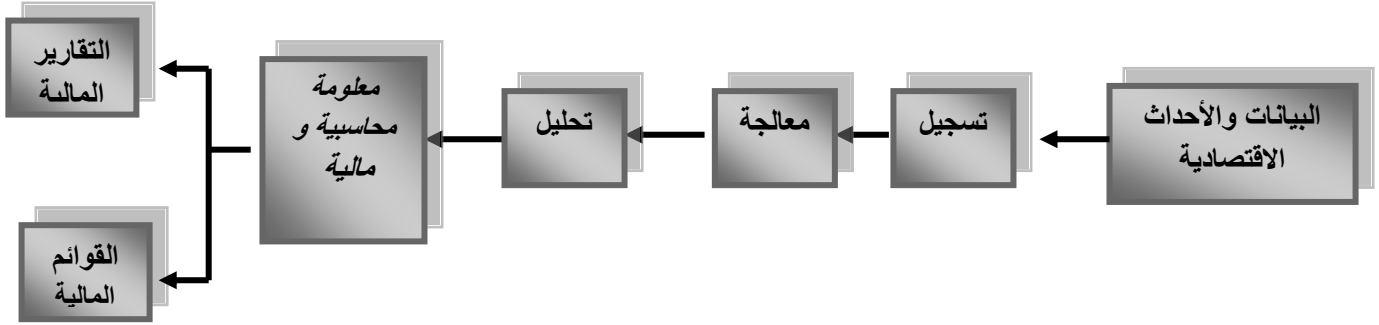 البيانات والأحداث
الاقتصادية
تسجيل
معالجة
تحليل
معلومة
محاسبية و
مالية
التقارير
المالية
القوائم
المالية